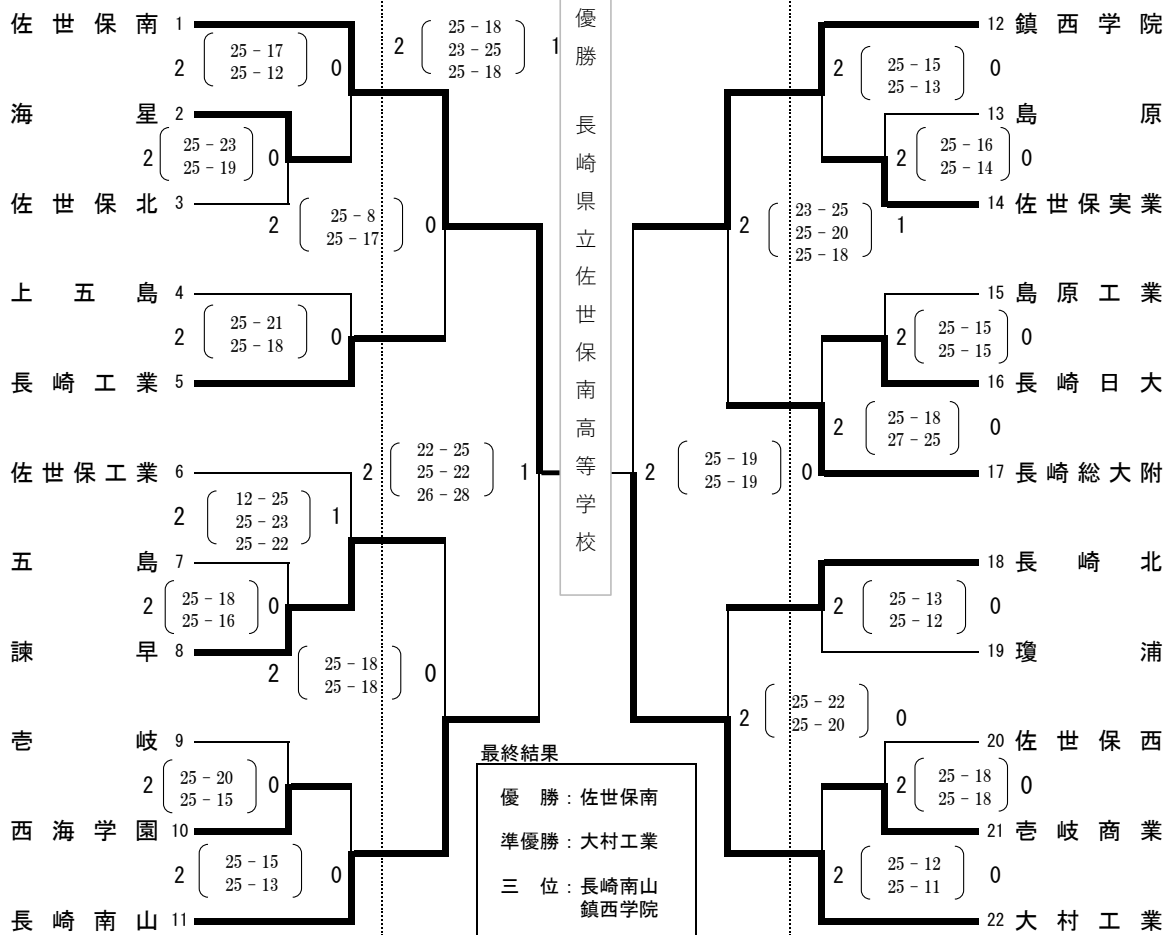 佐世保南 1
2 25 - 17 0
25 - 12
海星 2
2 25 - 23 0
25 - 19
佐世保北 3
2 25 - 8 0
25 - 17
上五島 4
2 25 - 21 0
25 - 18
長崎工業 5
佐世保工業 6
2 12 - 25 1
25 - 23
25 - 22
五島 7
2 25 - 18 0
25 - 16
諫早 8
2 25 - 18 0
25 - 18
壱岐 9
2 25 - 20 0
25 - 15
西海学園 10
2 25 - 15 0
25 - 13
長崎南山 11
2 25 - 18 1
23 - 25
25 - 18
2 22 - 25 1
25 - 22
26 - 28
優勝 長崎県立佐世保南高等学校
最終結果
優勝：佐世保南
準優勝：大村工業
三位：長崎南山
鎮西学院
2 25 - 19 0
25 - 19
12 鎮西学院
2 25 - 15 0
25 - 13
13 島原
2 25 - 16 0
25 - 14
14 佐世保実業
2 23 - 25 1
25 - 20
25 - 18
15 島原工業
2 25 - 15 0
25 - 15
16 長崎日大
2 25 - 18 0
27 - 25
17 長崎総大附
18 長崎北
2 25 - 13 0
25 - 12
19 瓊浦
2 25 - 22 0
25 - 20
20 佐世保西
2 25 - 18 0
25 - 18
21 壱岐商業
2 25 - 12 0
25 - 11
22 大村工業